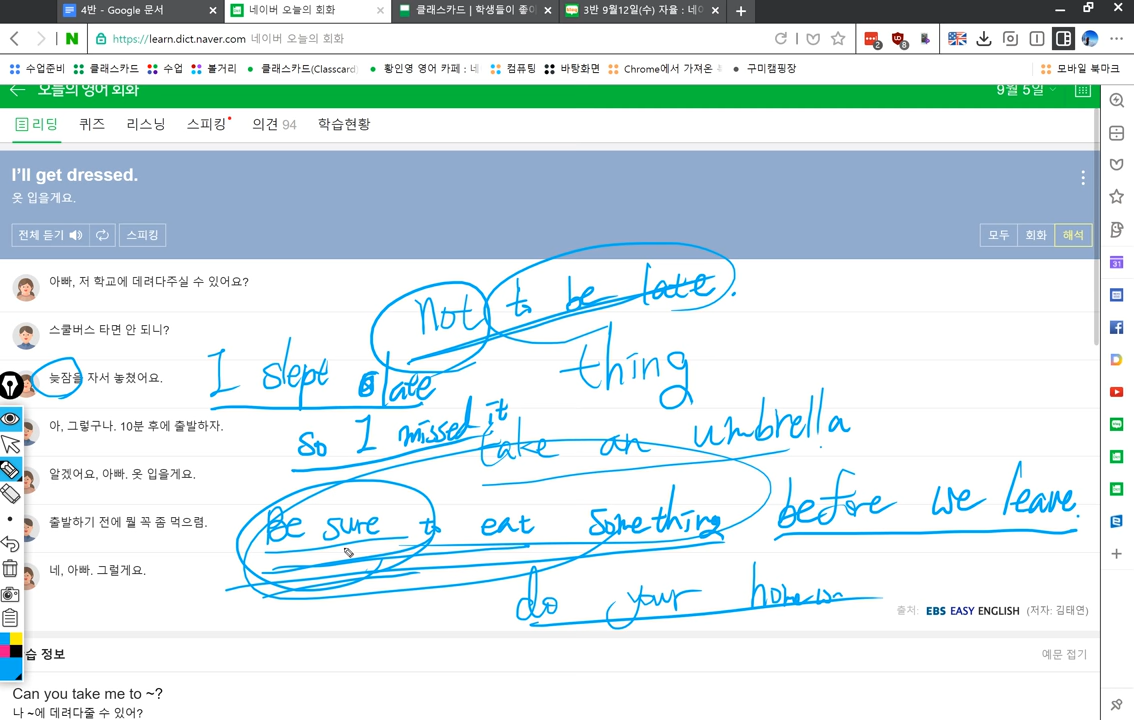 4반 - Google 문서
네이버 오늘의 회화
클래스카드 | 학생들이 좋아
3반 9월12일(수) 자율 : 네이
https://learn.dict.naver.com 네이버 오늘의 회화
수업준비 클래스카드 수업 볼거리 클래스카드(Classcard) 황인영 영어 카페 : 네 컴퓨팅 바탕화면 Chrome에서 가져온 구미캠핑장 모바일 북마크
오늘의 영어 회화 9월 5일
리딩 퀴즈 리스닝 스피킹 의견 94 학습현황
I'll get dressed.
옷 입을게요.
전체 듣기 스피킹 모두 회화 해석
아빠, 저 학교에 데려다주실 수 있어요?
not to be late.
스쿨버스 타면 안 되니?
thing
늦잠을 자서 놓쳤어요.
I slept late
so I missed it
take an umbrella
아, 그렇구나. 10분 후에 출발하자.
알겠어요, 아빠. 옷 입을게요.
출발하기 전에 뭘 꼭 좀 먹으렴.
Be sure to eat something before we leave.
네, 아빠. 그럴게요.
do your
출처: EBS EASY ENGLISH (저자: 김태연)
습 정보 예문 접기
Can you take me to ~?
나 ~에 데려다줄 수 있어?